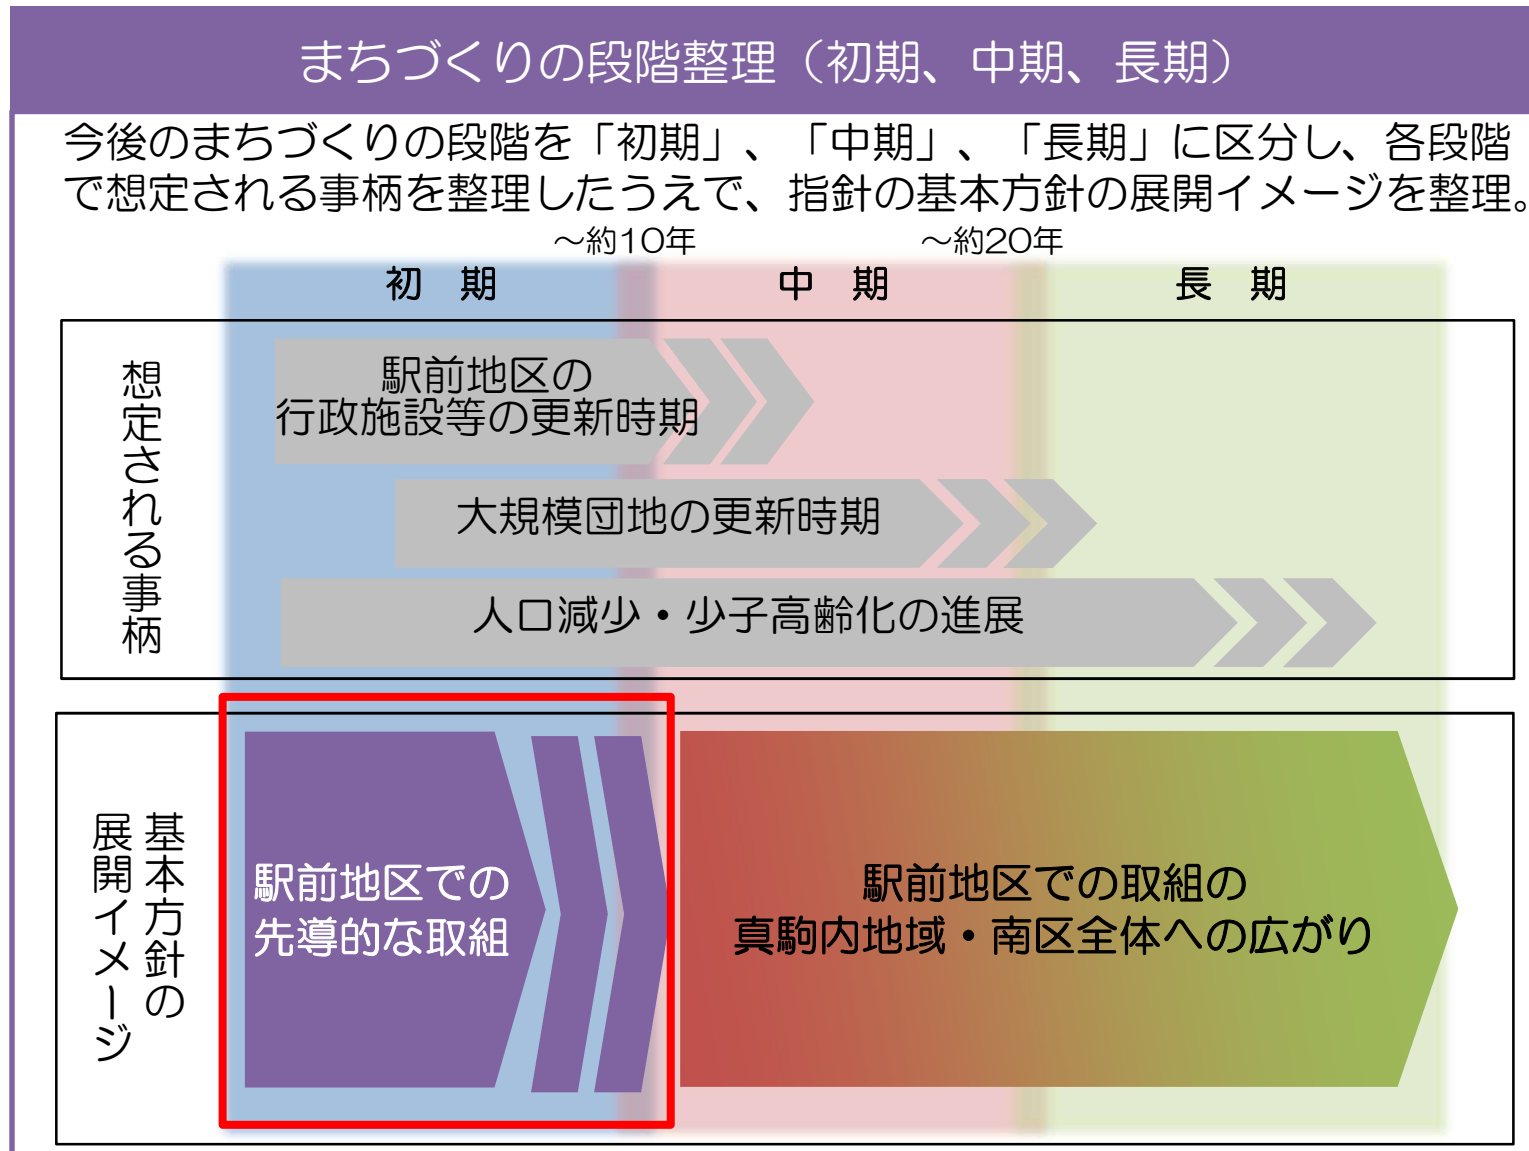 まちづくりの段階整理（初期、中期、長期）
今後のまちづくりの段階を「初期」、「中期」、「長期」に区分し、各段階
で想定される事柄を整理したうえで、指針の基本方針の展開イメージを整理。
～約10年
～約20年
初　期
中　期
長　期
想定される事柄
駅前地区の
行政施設等の更新時期
大規模団地の更新時期
人口減少・少子高齢化の進展
基本方針の
展開イメージ
駅前地区での
先導的な取組
駅前地区での取組の
真駒内地域・南区全体への広がり